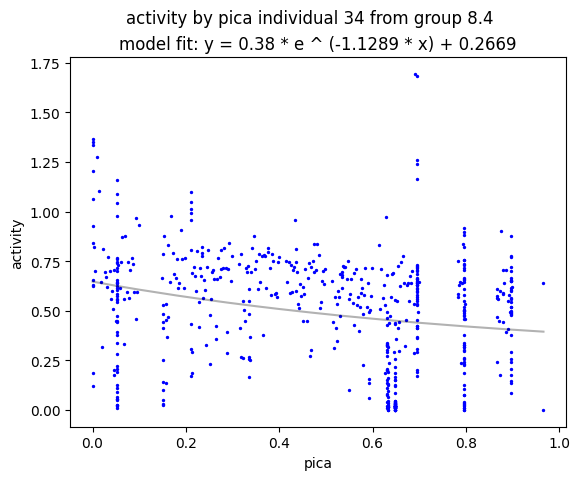 activity by pica individual 34 from group 8.4
model fit: y = 0.38 * e ^ (-1.1289 * x) + 0.2669
1.75
1.50
1.25
1.00
0.75
0.50
0.25
0.00
activity
0.0 0.2 0.4 0.6 0.8 1.0
pica